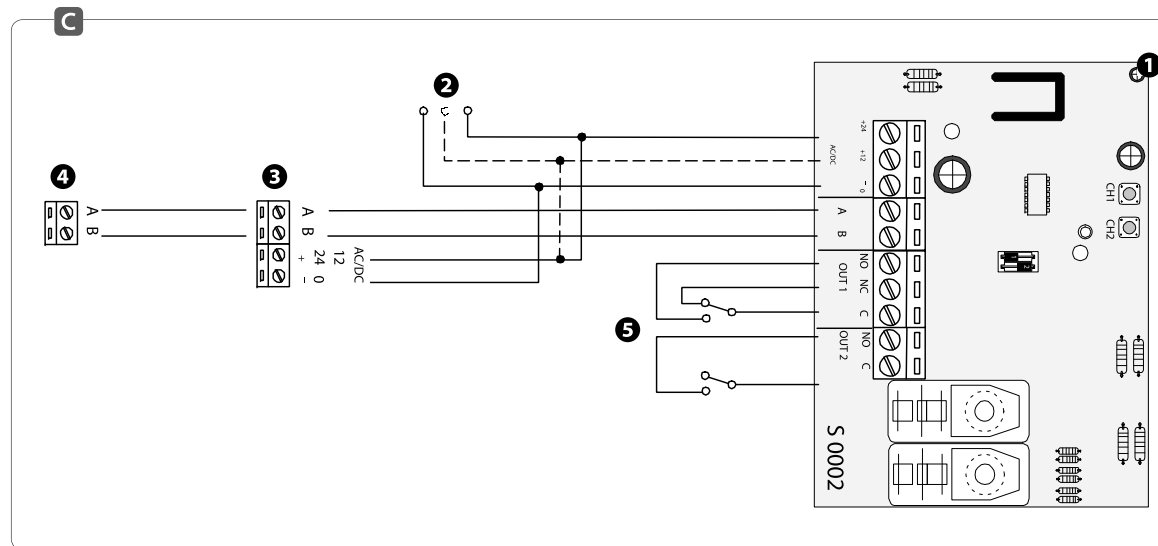 C
1
2
+24
+12
AC/DC
- 0
4
3
A
B
A
B
A
B
+ 24 12 AC/DC
- 0
CH1
CH2
NO
NC
C
OUT 1
5
NO
C
OUT 2
S 0002